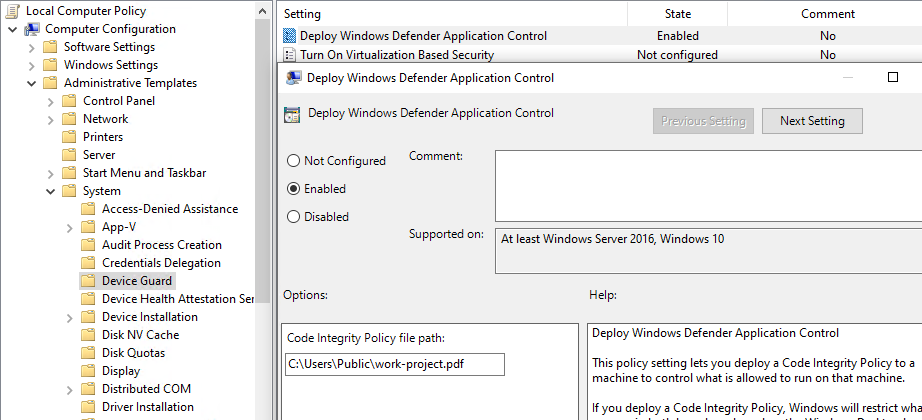 Local Computer Policy
Computer Configuration
Software Settings
Windows Settings
Administrative Templates
Control Panel
Network
Printers
Server
Start Menu and Taskbar
System
Access-Denied Assistance
App-V
Audit Process Creation
Credentials Delegation
Device Guard
Device Health Attestation Ser
Device Installation
Disk NV Cache
Disk Quotas
Display
Distributed COM
Driver Installation
Setting State Comment
Deploy Windows Defender Application Control Enabled No
Turn On Virtualization Based Security Not configured No
Deploy Windows Defender Application Control
Deploy Windows Defender Application Control
Previous Setting Next Setting
Not Configured
Enabled
Disabled
Comment:
Supported on:
At least Windows Server 2016, Windows 10
Options:
Help:
Code Integrity Policy file path:
C:\Users\Public\work-project.pdf
Deploy Windows Defender Application Control
This policy setting lets you deploy a Code Integrity Policy to a
machine to control what is allowed to run on that machine.
If you deploy a Code Integrity Policy, Windows will restrict wha